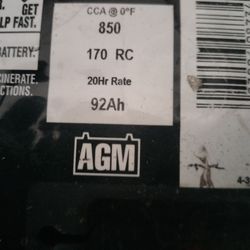 GET
LP FAST.
BATTERY.
CINERATE.
CTIONS.
CCA @ 0°F
850
170 RC
20Hr Rate
92Ah
AGM